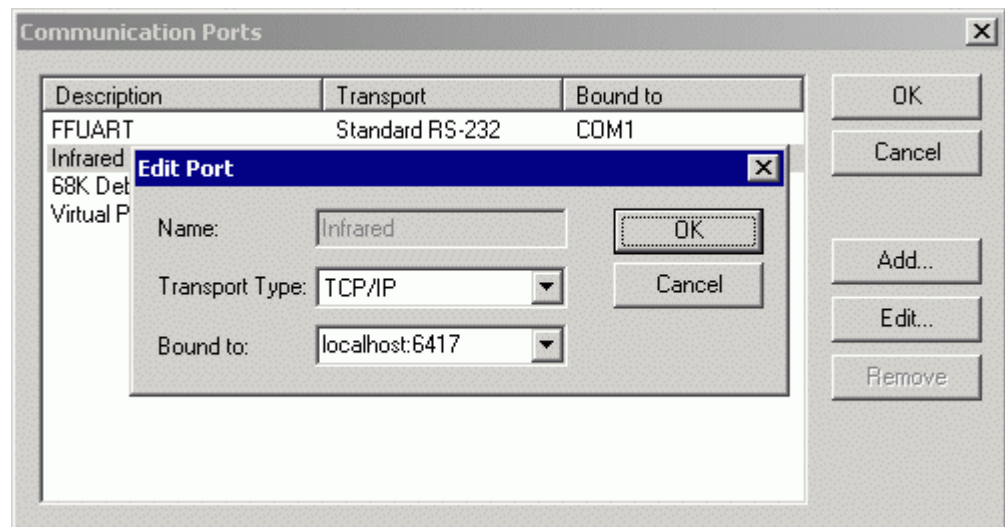 Communication Ports
Description Transport Bound to
FFUART Standard RS-232 COM1
Infrared
68K Deb
Virtual P
Edit Port
Name: Infrared
Transport Type: TCP/IP
Bound to: localhost:6417
OK
Cancel
OK
Cancel
Add...
Edit...
Remove